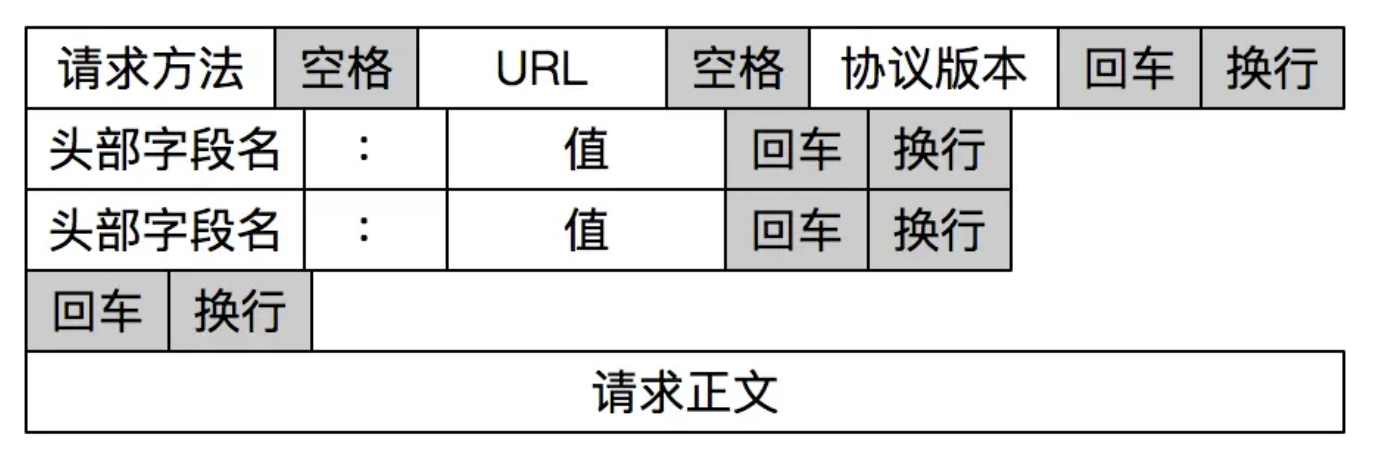 请求方法 空格 URL 空格 协议版本 回车 换行
头部字段名 : 值 回车 换行
头部字段名 : 值 回车 换行
回车 换行
请求正文